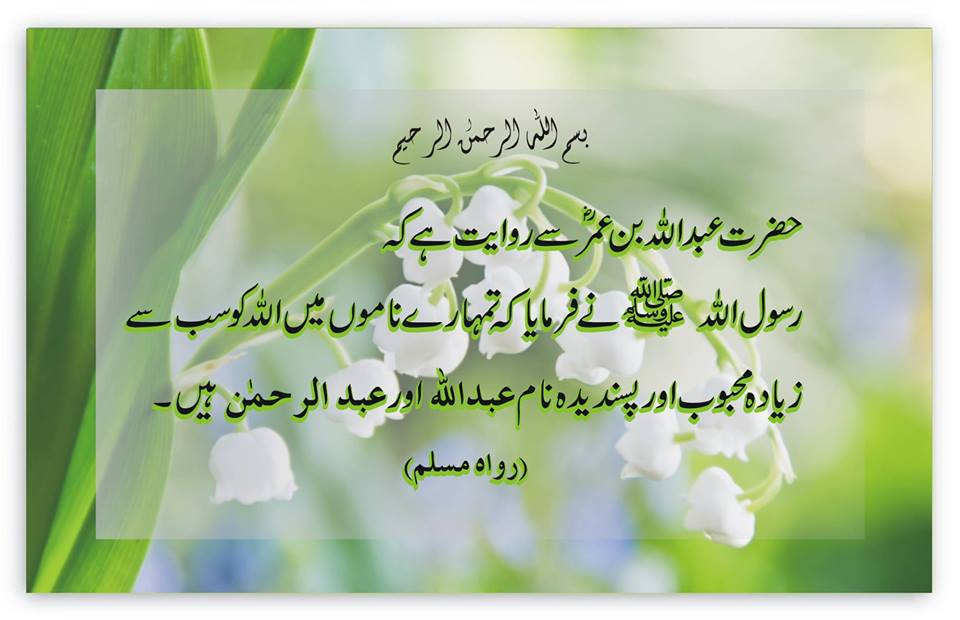 بسم اللہ الرحمٰن الرحیم
حضرت عبداللہ بن عمرؓ سے روایت ہے کہ
رسول اللہ ﷺ نے فرمایا کہ تمہارے ناموں میں اللہ کو سب سے
زیادہ محبوب اور پسندیدہ نام عبداللہ اور عبد الرحمٰن ہیں۔
(رواہ مسلم)